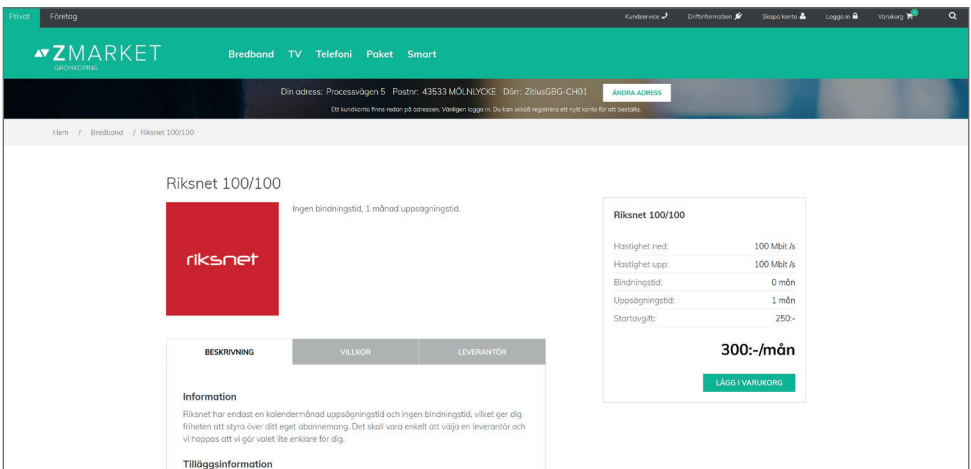 Privat Företag Kundservice Driftinformation Skapa konto Logga in Varukorg 0
ZMARKET
GRÖNKÖPING
Bredband TV Telefoni Paket Smart
Din adress: Processvägen 5 Postnr: 43533 MÖLNLYCKE Dörr: ZitiusGBG-CH01 ÄNDRA ADRESS
Ett kundkonto finns redan på adressen. Vänligen logga in. Du kan också registrera ett nytt konto för att beställa.
Hem / Bredband / Riksnet 100/100
Riksnet 100/100
riksnet
Ingen bindningstid, 1 månad uppsägningstid.
BESKRIVNING VILLKOR LEVERANTÖR
Information
Riksnet har endast en kalendermånad uppsägningstid och ingen bindningstid, vilket ger dig
friheten att styra över ditt eget abonnemang. Det skall vara enkelt att välja en leverantör och
vi hoppas att vi gör valet lite enklare för dig.
Tilläggsinformation
Riksnet 100/100
Hastighet ned: 100 Mbit /s
Hastighet upp: 100 Mbit /s
Bindningstid: 0 mån
Uppsägningstid: 1 mån
Startavgift: 250:-
300:-/mån
LÄGG I VARUKORG